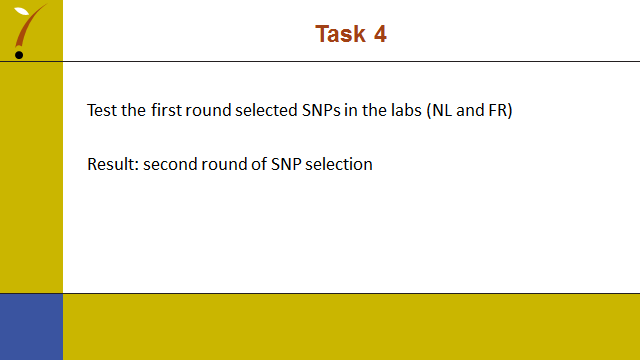 Task 4
Test the first round selected SNPs in the labs (NL and FR)
Result: second round of SNP selection